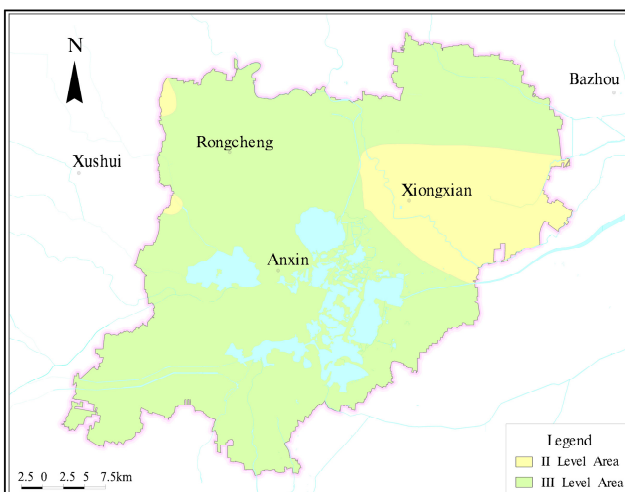 N
Bazhou
Rongcheng
Xushui
Xiongxian
Anxin
Legend
II Level Area
III Level Area
2.5 0 2.5 5 7.5km